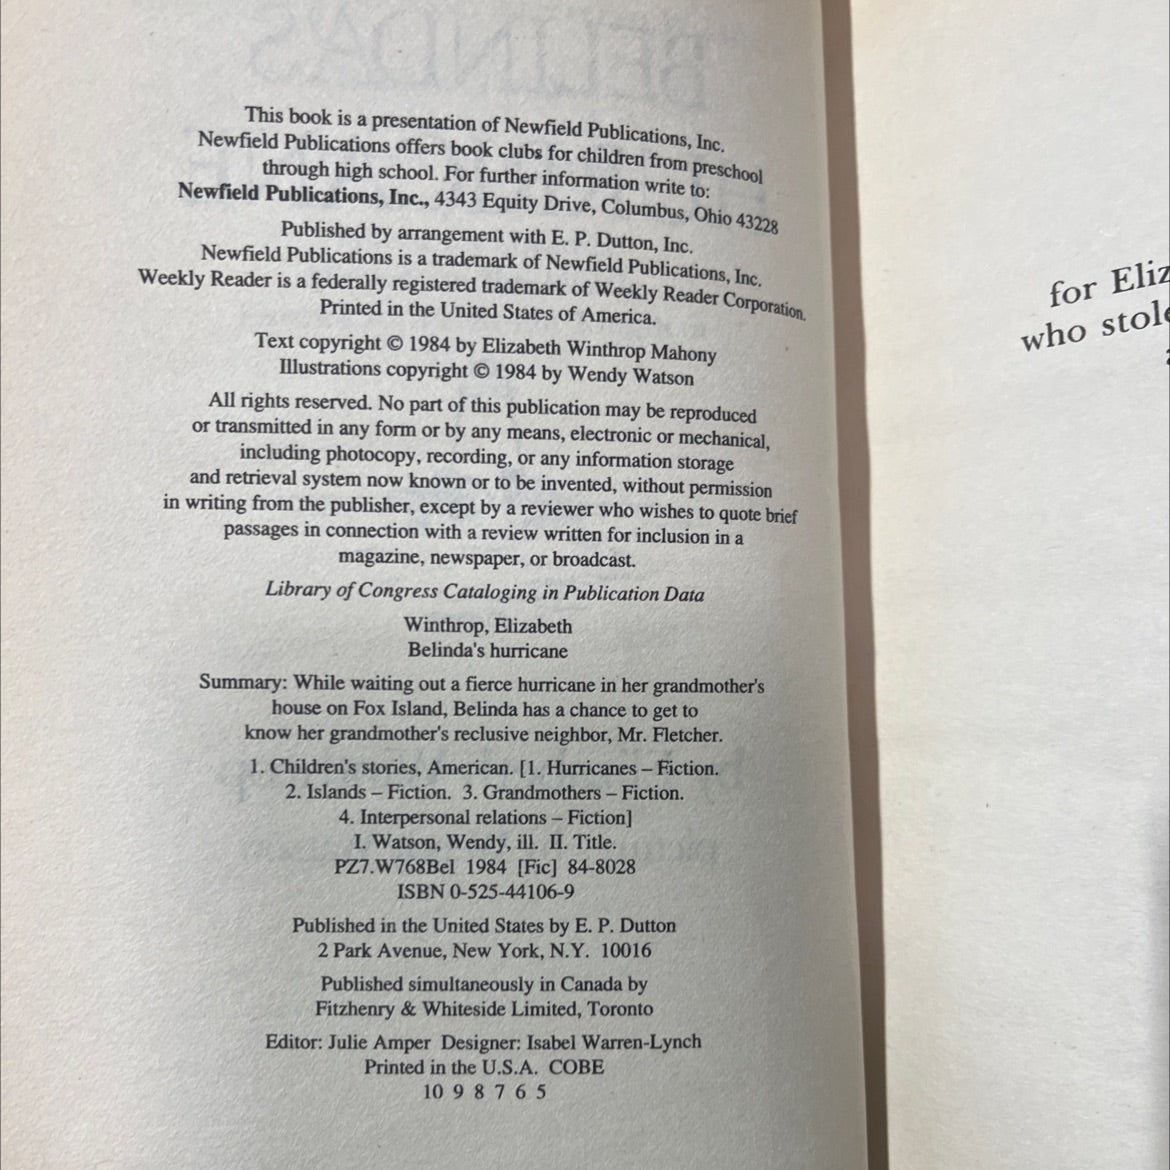 This book is a presentation of Newfield Publications, Inc.
Newfield Publications offers book clubs for children from preschool
through high school. For further information write to:
Newfield Publications, Inc., 4343 Equity Drive, Columbus, Ohio 43228
Published by arrangement with E. P. Dutton, Inc.
Newfield Publications is a trademark of Newfield Publications, Inc.
Weekly Reader is a federally registered trademark of Weekly Reader Corporation.
Printed in the United States of America.
Text copyright © 1984 by Elizabeth Winthrop Mahony
Illustrations copyright © 1984 by Wendy Watson
All rights reserved. No part of this publication may be reproduced
or transmitted in any form or by any means, electronic or mechanical,
including photocopy, recording, or any information storage
and retrieval system now known or to be invented, without permission
in writing from the publisher, except by a reviewer who wishes to quote brief
passages in connection with a review written for inclusion in a
magazine, newspaper, or broadcast.
Library of Congress Cataloging in Publication Data
Winthrop, Elizabeth
Belinda's hurricane
Summary: While waiting out a fierce hurricane in her grandmother's
house on Fox Island, Belinda has a chance to get to
know her grandmother's reclusive neighbor, Mr. Fletcher.
1. Children's stories, American. [1. Hurricanes – Fiction.
2. Islands – Fiction. 3. Grandmothers – Fiction.
4. Interpersonal relations – Fiction]
I. Watson, Wendy, ill. II. Title.
PZ7.W768Bel 1984 [Fic] 84-8028
ISBN 0-525-44106-9
Published in the United States by E. P. Dutton
2 Park Avenue, New York, N.Y. 10016
Published simultaneously in Canada by
Fitzhenry & Whiteside Limited, Toronto
Editor: Julie Amper Designer: Isabel Warren-Lynch
Printed in the U.S.A. COBE
10 9 8 7 6 5
for Eliz
who stole